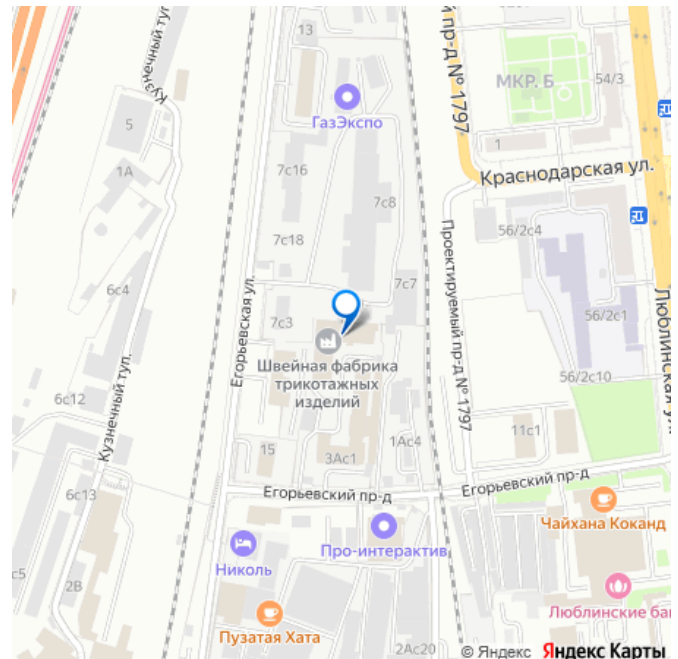 13
Кузнечный туп.
ГазЭкспо
пр-д № 1797
МКР. Б
54/3
5
1
1А
7с16
Краснодарская ул.
7с8
56/2с4
7с18
Проектируемый пр-д № 1797
6с4
7с7
Егорьевская ул.
7с3
56/2с1
Люблинская ул.
Швейная фабрика
трикотажных
изделий
56/2с10
6с12
Кузнечный туп.
11с1
1Ас4
15
3Ас1
6с13
Егорьевский пр-д
Егорьевский пр-д
Чайхана Коканд
Про-интерактив
Николь
с5
2В
Люблинские бан
Пузатая Хата
2Ас20
© Яндекс Яндекс Карты